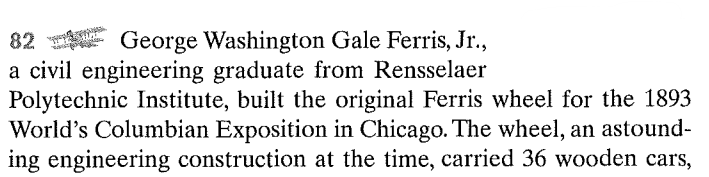 82 George Washington Gale Ferris, Jr.,
a civil engineering graduate from Rensselaer
Polytechnic Institute, built the original Ferris wheel for the 1893
World's Columbian Exposition in Chicago. The wheel, an astound-
ing engineering construction at the time, carried 36 wooden cars,